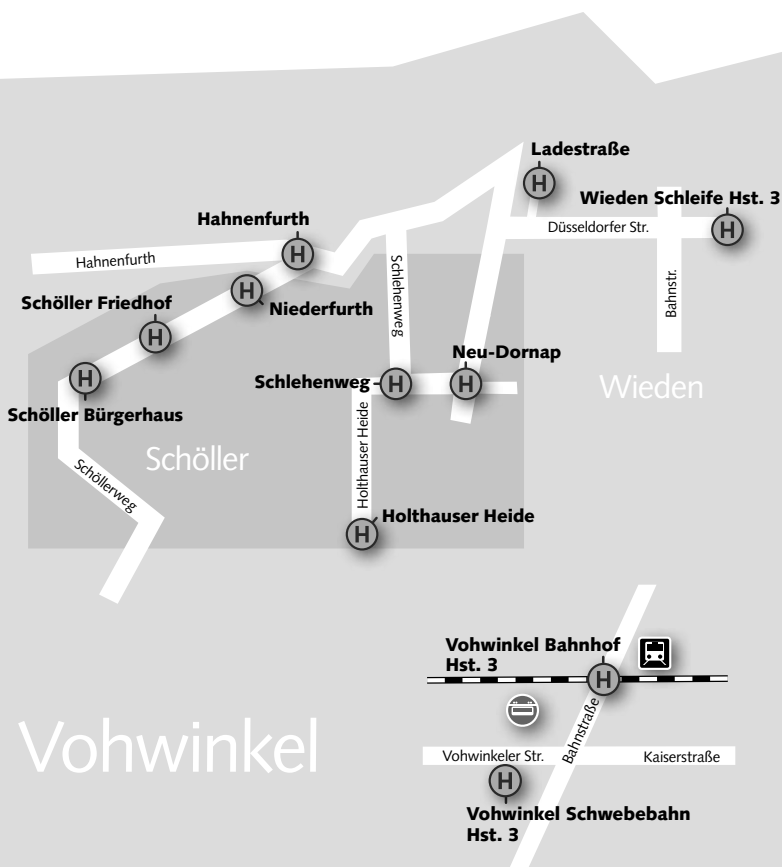 Ladestraße
H
Wieden Schleife Hst. 3
Hahnenfurth
Düsseldorfer Str.
H
H
Hahnenfurth
Schlehenweg
Bahnstr.
H
Schöller Friedhof
Niederfurth
H
Neu-Dornap
H
Schlehenweg
H
H
Wieden
Schöller Bürgerhaus
Schöller
Holthauser Heide
Schöllerweg
Holthauser Heide
H
Vohwinkel Bahnhof
Hst. 3
H
Vohwinkel
Bahnstraße
Vohwinkeler Str.
Kaiserstraße
H
Vohwinkel Schwebebahn
Hst. 3